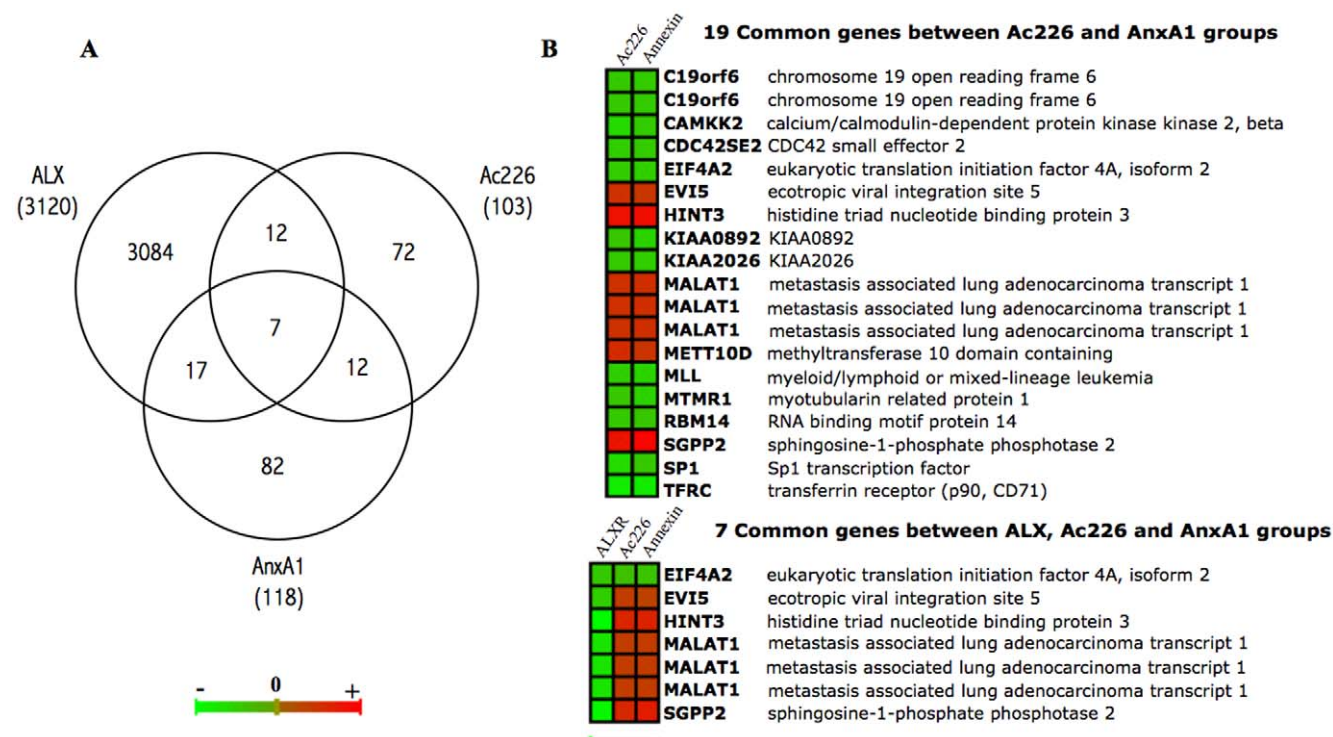 A
ALX
(3120)
Ac226
(103)
3084
12
72
7
17
12
82
AnxA1
(118)
- 0 +
B
Ac226
Annexin
19 Common genes between Ac226 and AnxA1 groups
C19orf6 chromosome 19 open reading frame 6
C19orf6 chromosome 19 open reading frame 6
CAMKK2 calcium/calmodulin-dependent protein kinase kinase 2, beta
CDC42SE2 CDC42 small effector 2
EIF4A2 eukaryotic translation initiation factor 4A, isoform 2
EVI5 ecotropic viral integration site 5
HINT3 histidine triad nucleotide binding protein 3
KIAA0892 KIAA0892
KIAA2026 KIAA2026
MALAT1 metastasis associated lung adenocarcinoma transcript 1
MALAT1 metastasis associated lung adenocarcinoma transcript 1
MALAT1 metastasis associated lung adenocarcinoma transcript 1
METT10D methyltransferase 10 domain containing
MLL myeloid/lymphoid or mixed-lineage leukemia
MTMR1 myotubularin related protein 1
RBM14 RNA binding motif protein 14
SGPP2 sphingosine-1-phosphate phosphotase 2
SP1 Sp1 transcription factor
TFRC transferrin receptor (p90, CD71)
ALXR
Ac226
Annexin
7 Common genes between ALX, Ac226 and AnxA1 groups
EIF4A2 eukaryotic translation initiation factor 4A, isoform 2
EVI5 ecotropic viral integration site 5
HINT3 histidine triad nucleotide binding protein 3
MALAT1 metastasis associated lung adenocarcinoma transcript 1
MALAT1 metastasis associated lung adenocarcinoma transcript 1
MALAT1 metastasis associated lung adenocarcinoma transcript 1
SGPP2 sphingosine-1-phosphate phosphotase 2